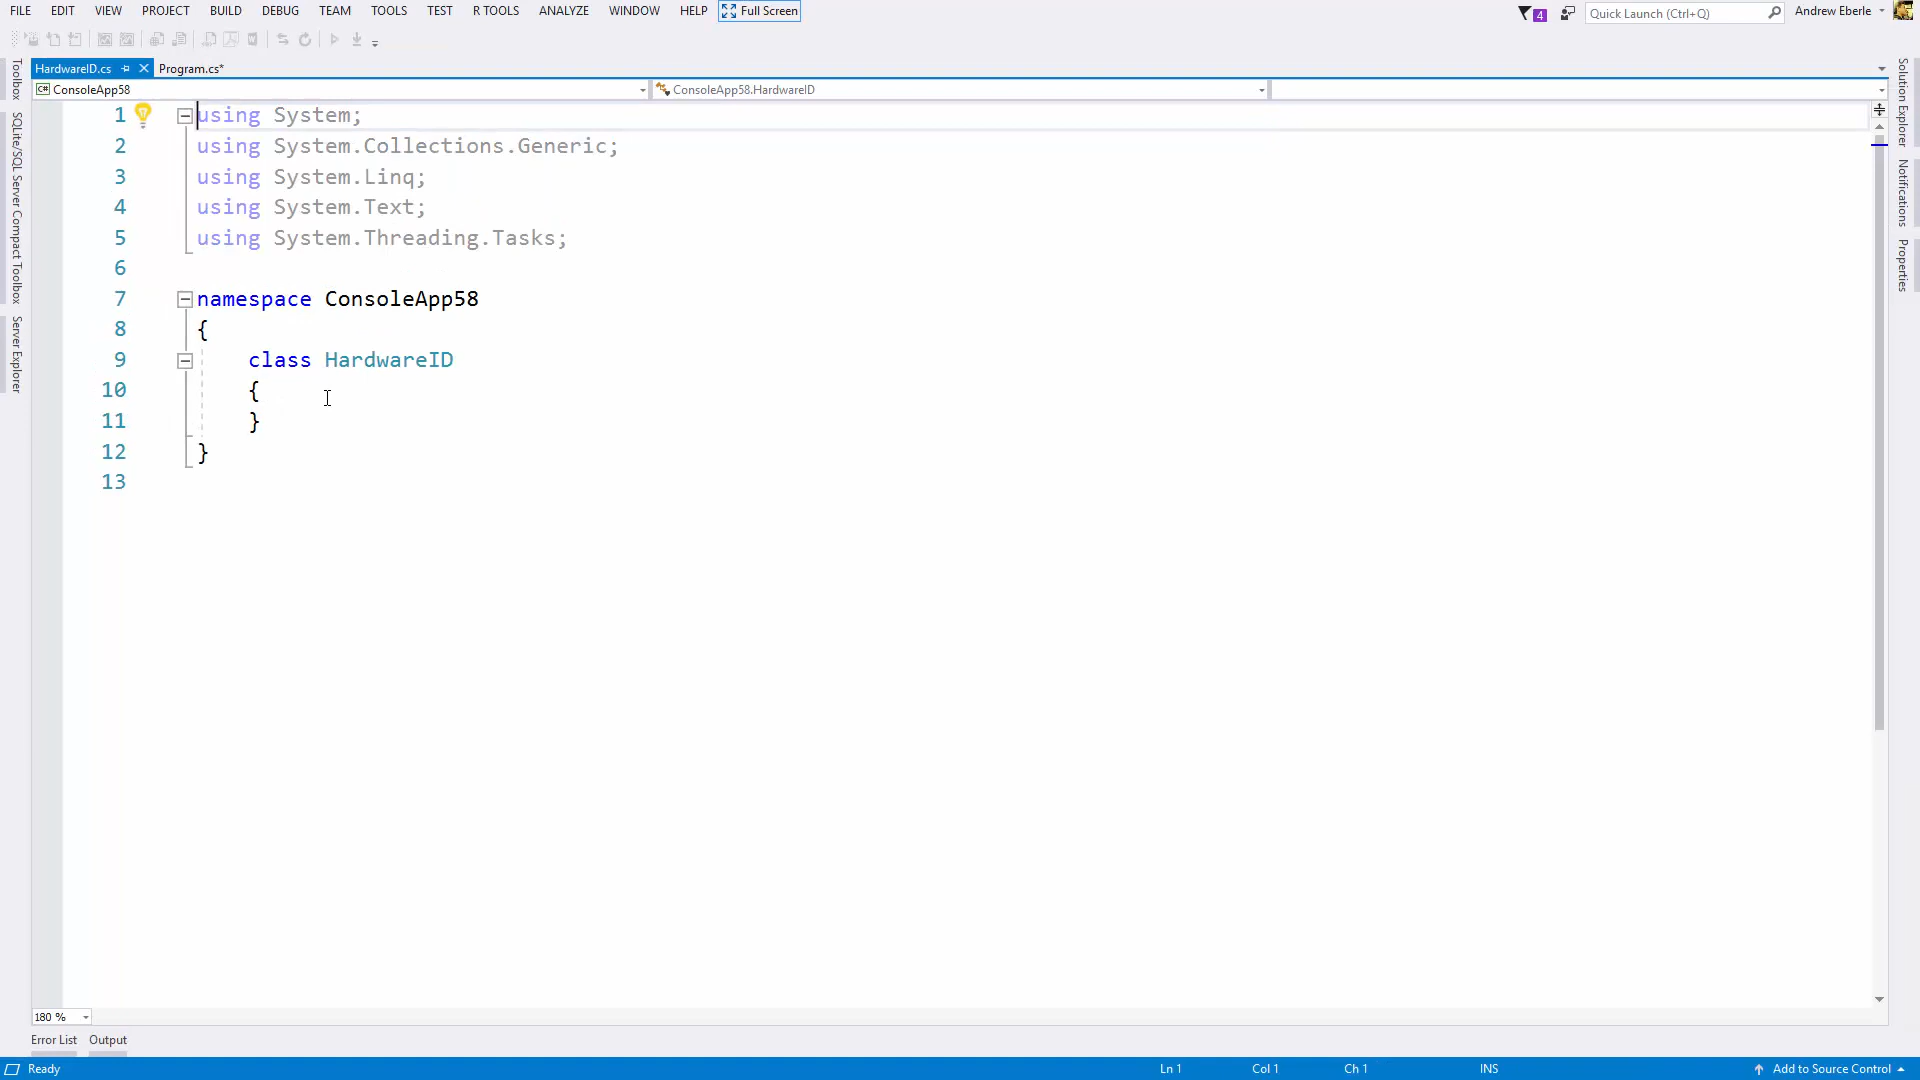 FILE EDIT VIEW PROJECT BUILD DEBUG TEAM TOOLS TEST R TOOLS ANALYZE WINDOW HELP Full Screen 4 Quick Launch (Ctrl+Q) Andrew Eberle
HardwareID.cs Program.cs*
C# ConsoleApp58 ConsoleApp58.HardwareID
1 using System;
2 using System.Collections.Generic;
3 using System.Linq;
4 using System.Text;
5 using System.Threading.Tasks;
6
7 namespace ConsoleApp58
8 {
9 class HardwareID
10 {
11 }
12 }
13
Toolbox
SQLite/SQL Server Compact Toolbox
Server Explorer
Solution Explorer
Notifications
Properties
180 %
Error List Output
Ready Ln 1 Col 1 Ch 1 INS Add to Source Control